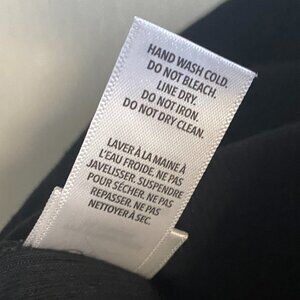 HAND WASH COLD.
DO NOT BLEACH.
LINE DRY.
DO NOT IRON.
DO NOT DRY CLEAN.
LAVER À LA MAINE À
L'EAU FROIDE. NE PAS
JAVELISSER. SUSPENDRE
POUR SÉCHER. NE PAS
REPASSER. NE PAS
NETTOYER À SEC.